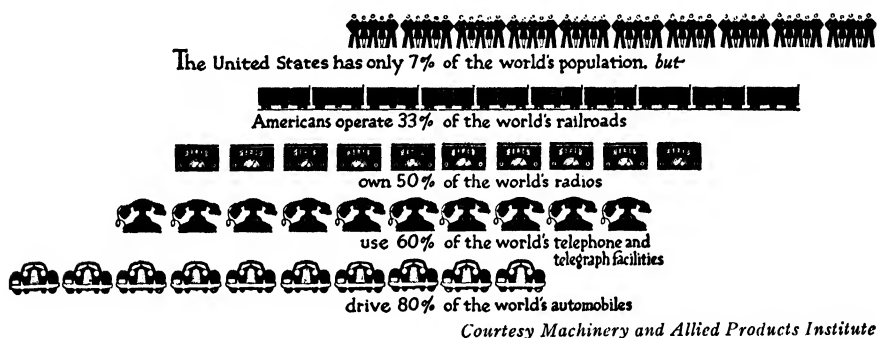 The United States has only 7% of the world's population. but
Americans operate 33% of the world's railroads
own 50% of the world's radios
use 60% of the world's telephone and
telegraph facilities
drive 80% of the world's automobiles
Courtesy Machinery and Allied Products Institute